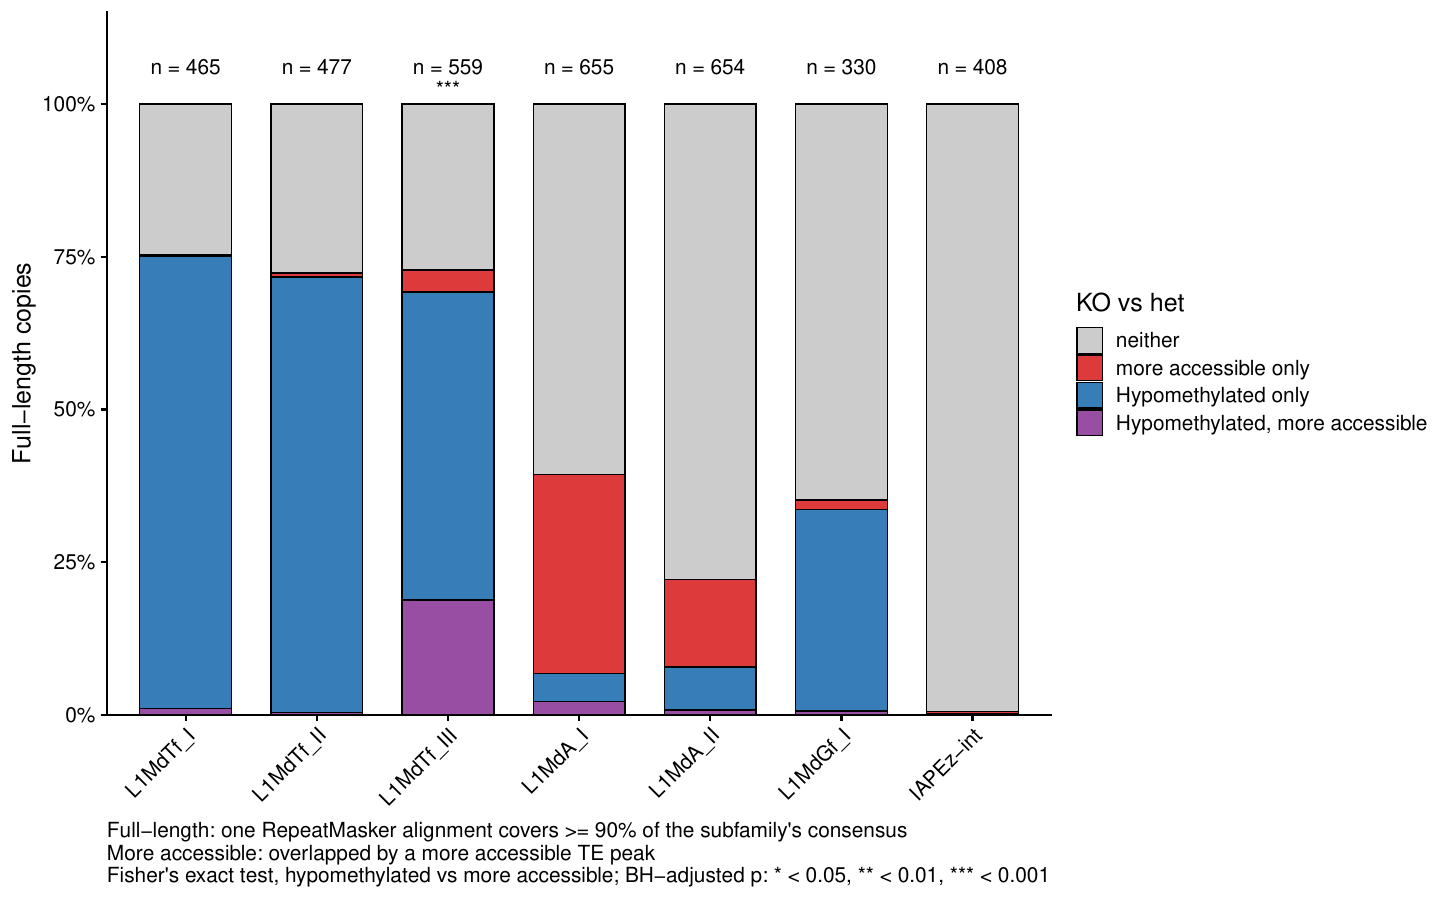 n = 465
n = 477
n = 559
n = 655
n = 654
n = 330
n = 408
***
100%
75%
50%
25%
0%
Full−length copies
KO vs het
neither
more accessible only
Hypomethylated only
Hypomethylated, more accessible
L1MdTf_I
L1MdTf_II
L1MdTf_III
L1MdA_I
L1MdA_II
L1MdGf_I
IAPEz−int
Full−length: one RepeatMasker alignment covers >= 90% of the subfamily's consensus
More accessible: overlapped by a more accessible TE peak
Fisher's exact test, hypomethylated vs more accessible; BH−adjusted p: * < 0.05, ** < 0.01, *** < 0.001